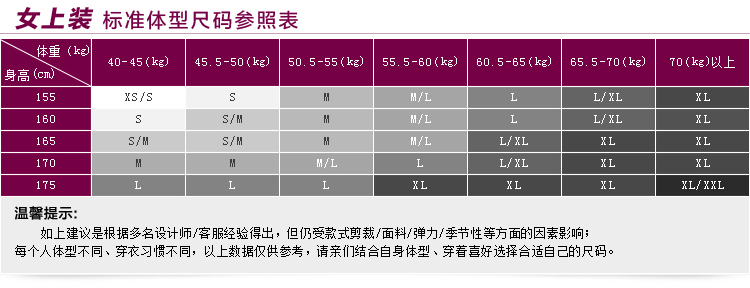 女上装 标准体型尺码参照表
体重 (kg) 身高(cm) 40-45(kg) 45.5-50(kg) 50.5-55(kg) 55.5-60(kg) 60.5-65(kg) 65.5-70(kg) 70(kg)以上
155 XS/S S M M/L L L/XL XL
160 S S/M M M/L L L/XL XL
165 S/M S/M M M/L L/XL XL XL
170 M M M/L L L/XL XL XL
175 L L L XL XL XL XL/XXL
温馨提示:
如上建议是根据多名设计师/客服经验得出，但仍受款式剪裁/面料/弹力/季节性等方面的因素影响；
每个人体型不同、穿衣习惯不同，以上数据仅供参考，请亲们结合自身体型、穿着喜好选择合适自己的尺码。